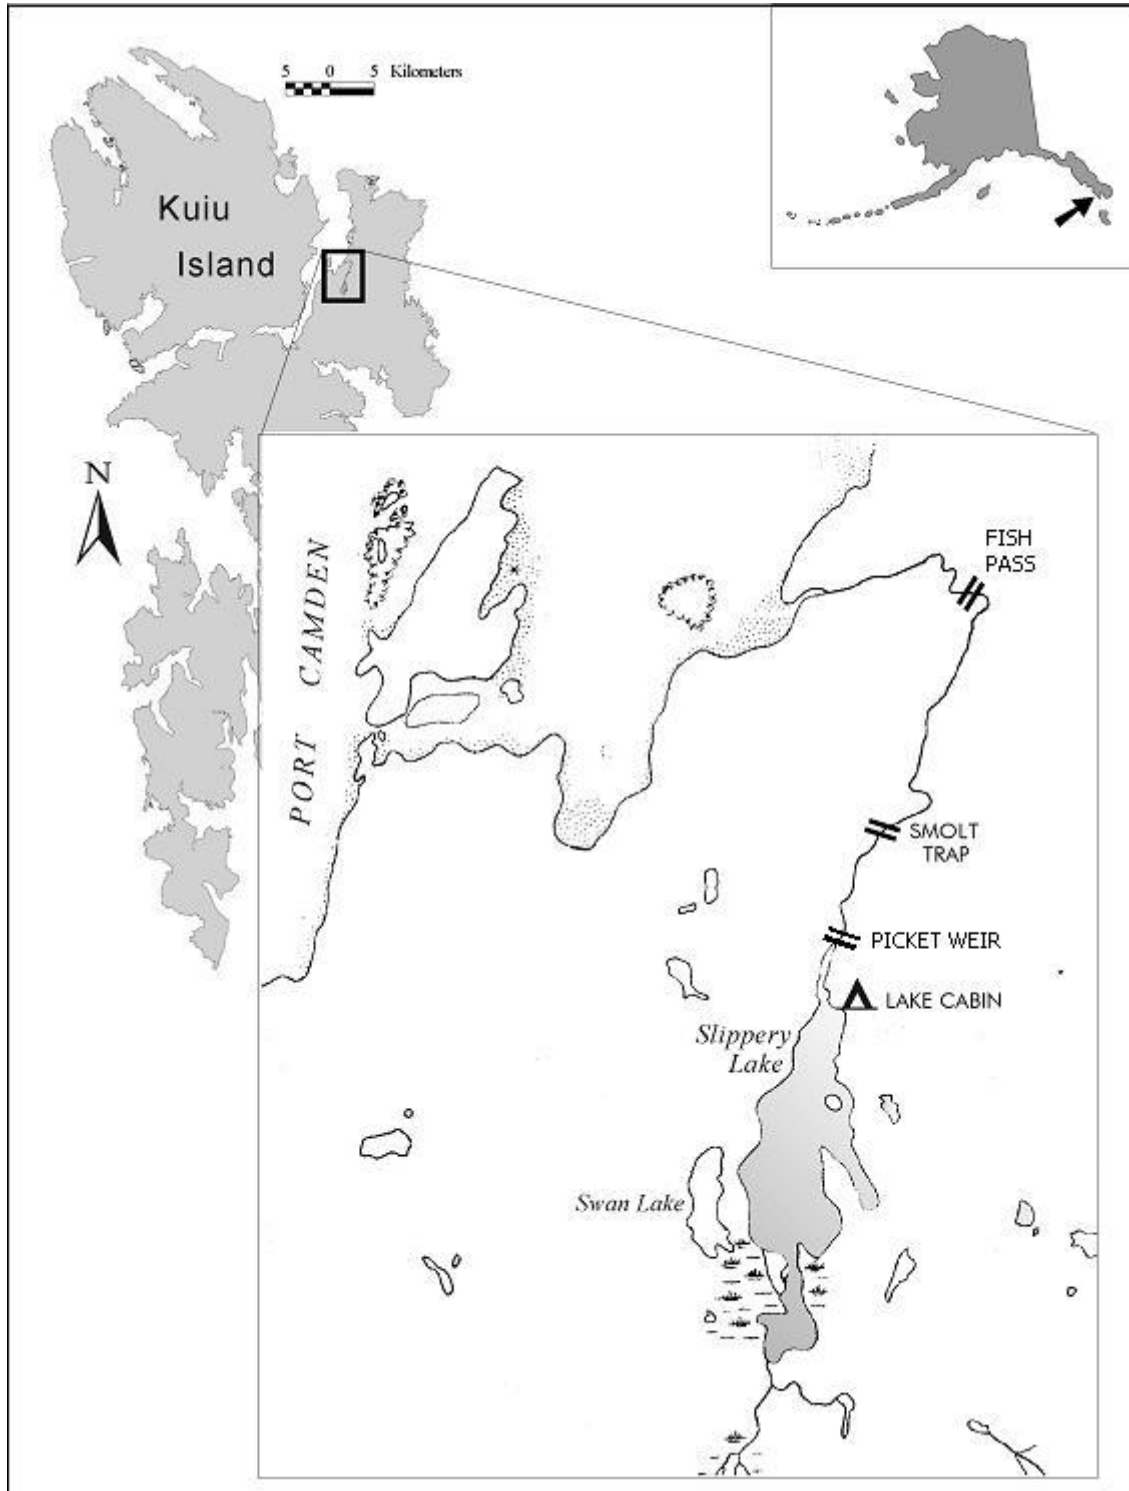 5 0 5 Kilometers
Kuiu
Island
N
PORT CAMDEN
FISH
PASS
SMOLT
TRAP
PICKET WEIR
LAKE CABIN
Slippery
Lake
Swan Lake